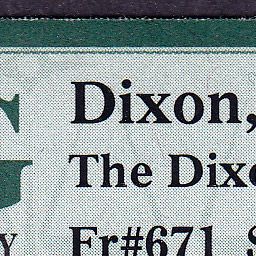 Dixon,
The Dix
Fr#671